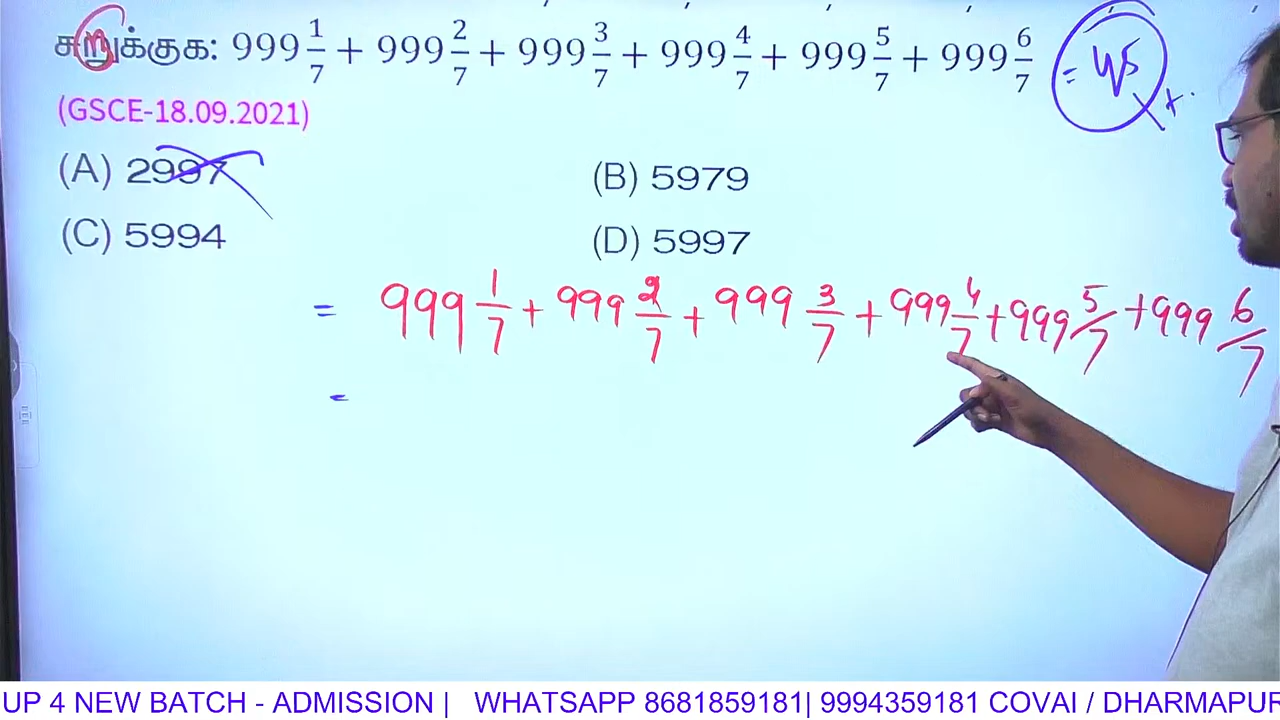 சுருக்குக: 999 1/7 + 999 2/7 + 999 3/7 + 999 4/7 + 999 5/7 + 999 6/7 =
(GSCE-18.09.2021)
(A) 2997 (B) 5979
(C) 5994 (D) 5997
= 999 1/7 + 999 2/7 + 999 3/7 + 999 4/7 + 999 5/7 + 999 6/7
=
UP 4 NEW BATCH - ADMISSION | WHATSAPP 8681859181| 9994359181 COVAI / DHARMAPUR